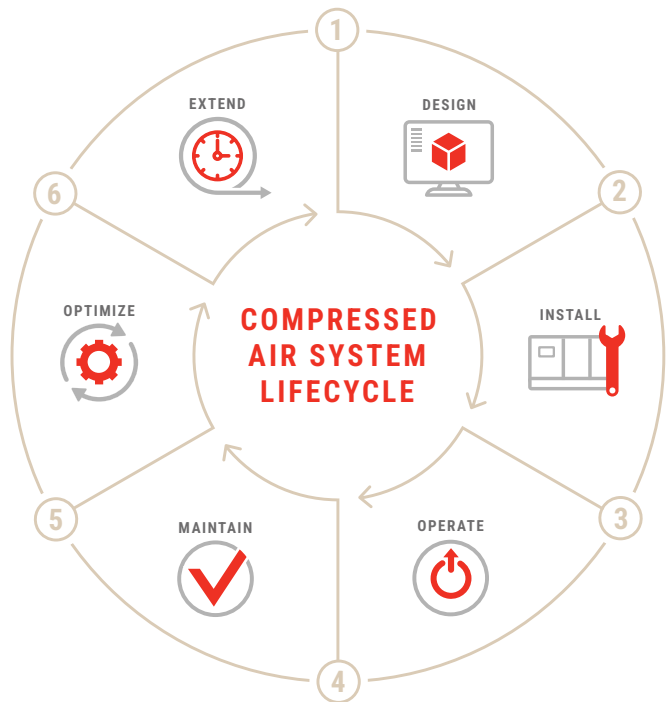 1
EXTEND
DESIGN
6
2
OPTIMIZE
INSTALL
COMPRESSED
AIR SYSTEM
LIFECYCLE
5
3
MAINTAIN
OPERATE
4